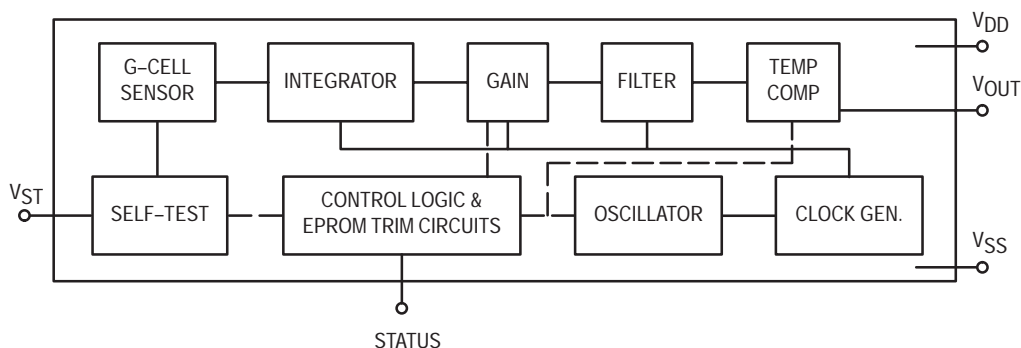 G–CELL
SENSOR
INTEGRATOR
GAIN
FILTER
TEMP
COMP
VDD
VOUT
VST
SELF–TEST
CONTROL LOGIC &
EPROM TRIM CIRCUITS
OSCILLATOR
CLOCK GEN.
VSS
STATUS